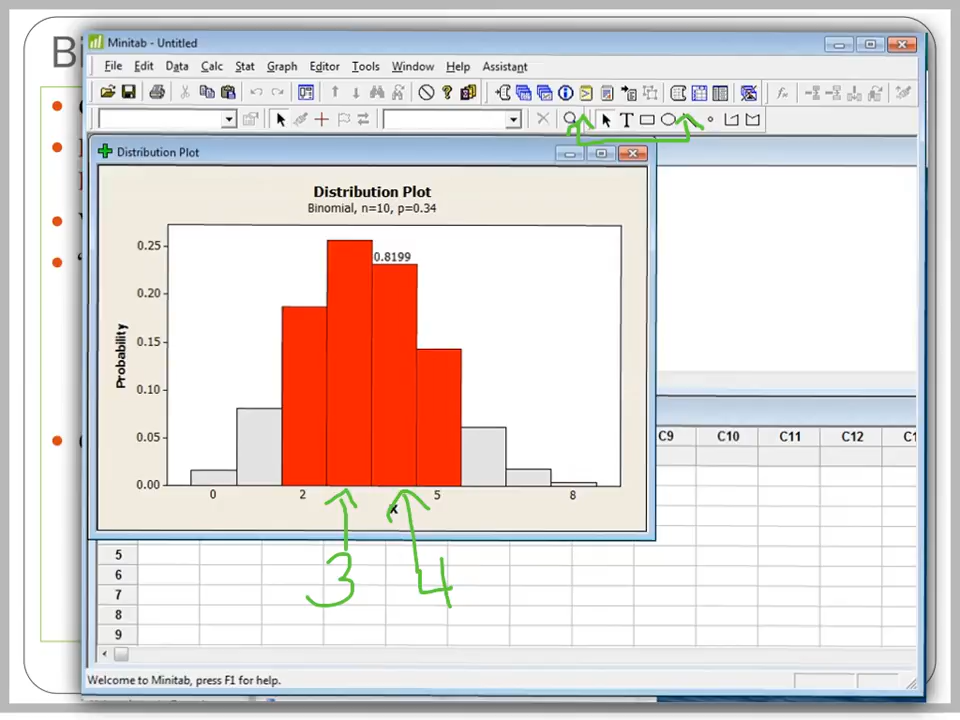 Bi
Minitab - Untitled
File Edit Data Calc Stat Graph Editor Tools Window Help Assistant
Distribution Plot
Distribution Plot
Binomial, n=10, p=0.34
0.8199
Probability
0.25
0.20
0.15
0.10
0.05
0.00
0 2 5 8
X
3 4
C9 C10 C11 C12
5
6
7
8
9
Welcome to Minitab, press F1 for help.